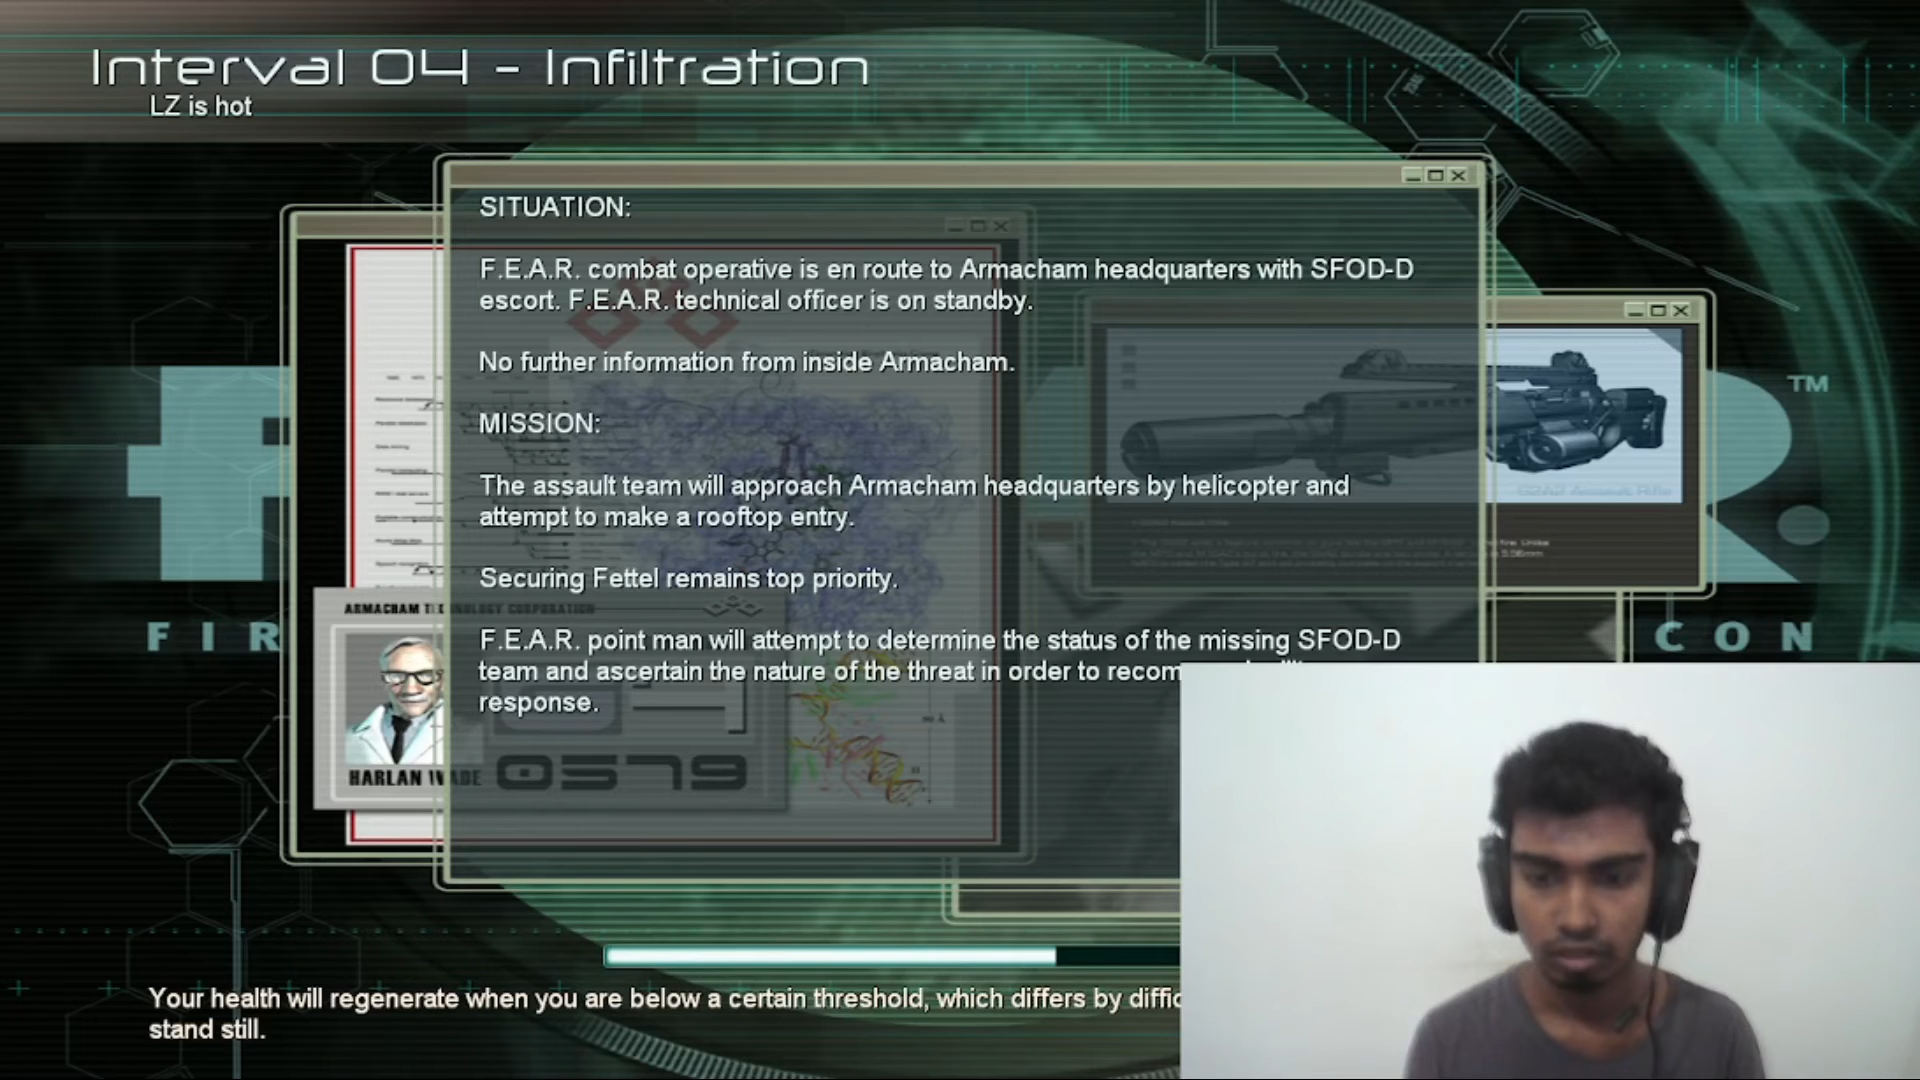 Interval 04 - Infiltration
LZ is hot
SITUATION:
F.E.A.R. combat operative is en route to Armacham headquarters with SFOD-D
escort. F.E.A.R. technical officer is on standby.
No further information from inside Armacham.
MISSION:
The assault team will approach Armacham headquarters by helicopter and
attempt to make a rooftop entry.
Securing Fettel remains top priority.
F.E.A.R. point man will attempt to determine the status of the missing SFOD-D
team and ascertain the nature of the threat in order to recom
response.
TM
R.
FIR
CON
ARMACHAM TECHNOLOGY CORPORATION
HARLAN WADE
0579
Your health will regenerate when you are below a certain threshold, which differs by diffic
stand still.